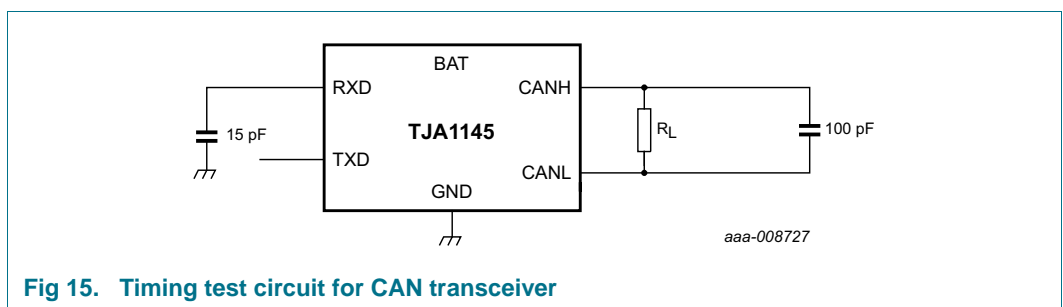 BAT
RXD
CANH
15 pF
TJA1145
RL
100 pF
TXD
CANL
GND
aaa-008727
Fig 15. Timing test circuit for CAN transceiver